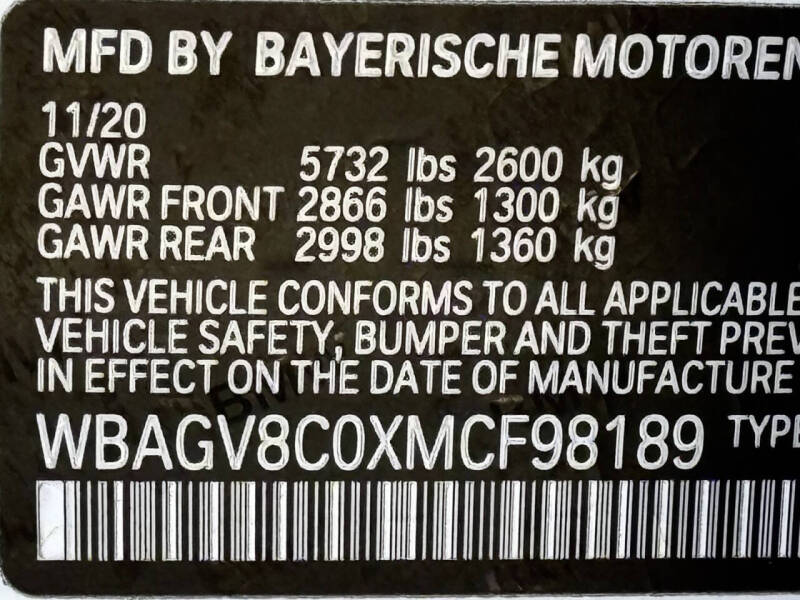 MFD BY BAYERISCHE MOTOREN
11/20
GVWR 5732 lbs 2600 kg
GAWR FRONT 2866 lbs 1300 kg
GAWR REAR 2998 lbs 1360 kg
THIS VEHICLE CONFORMS TO ALL APPLICABLE
VEHICLE SAFETY, BUMPER AND THEFT PREV
IN EFFECT ON THE DATE OF MANUFACTURE
WBAGV8C0XMCF98189 TYPE